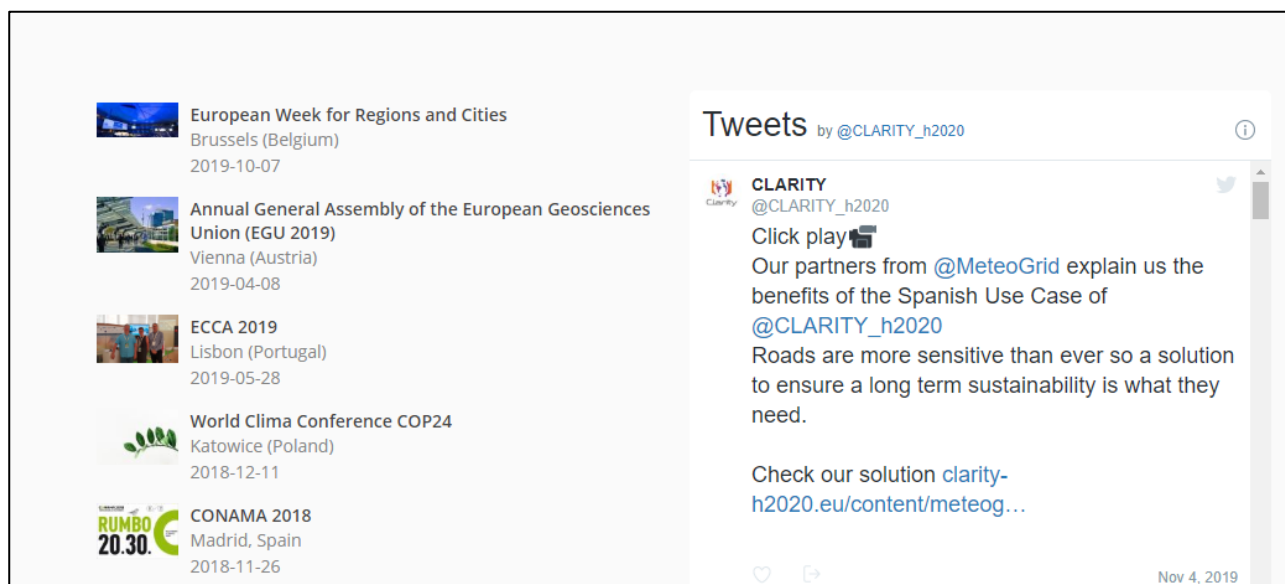 European Week for Regions and Cities
Brussels (Belgium)
2019-10-07
Annual General Assembly of the European Geosciences
Union (EGU 2019)
Vienna (Austria)
2019-04-08
ECCA 2019
Lisbon (Portugal)
2019-05-28
World Clima Conference COP24
Katowice (Poland)
2018-12-11
RUMBO
20.30.
CONAMA 2018
Madrid, Spain
2018-11-26
Tweets by @CLARITY_h2020
Clarity
CLARITY
@CLARITY_h2020
Click play
Our partners from @MeteoGrid explain us the
benefits of the Spanish Use Case of
@CLARITY_h2020
Roads are more sensitive than ever so a solution
to ensure a long term sustainability is what they
need.
Check our solution clarity-
h2020.eu/content/meteog…
Nov 4, 2019